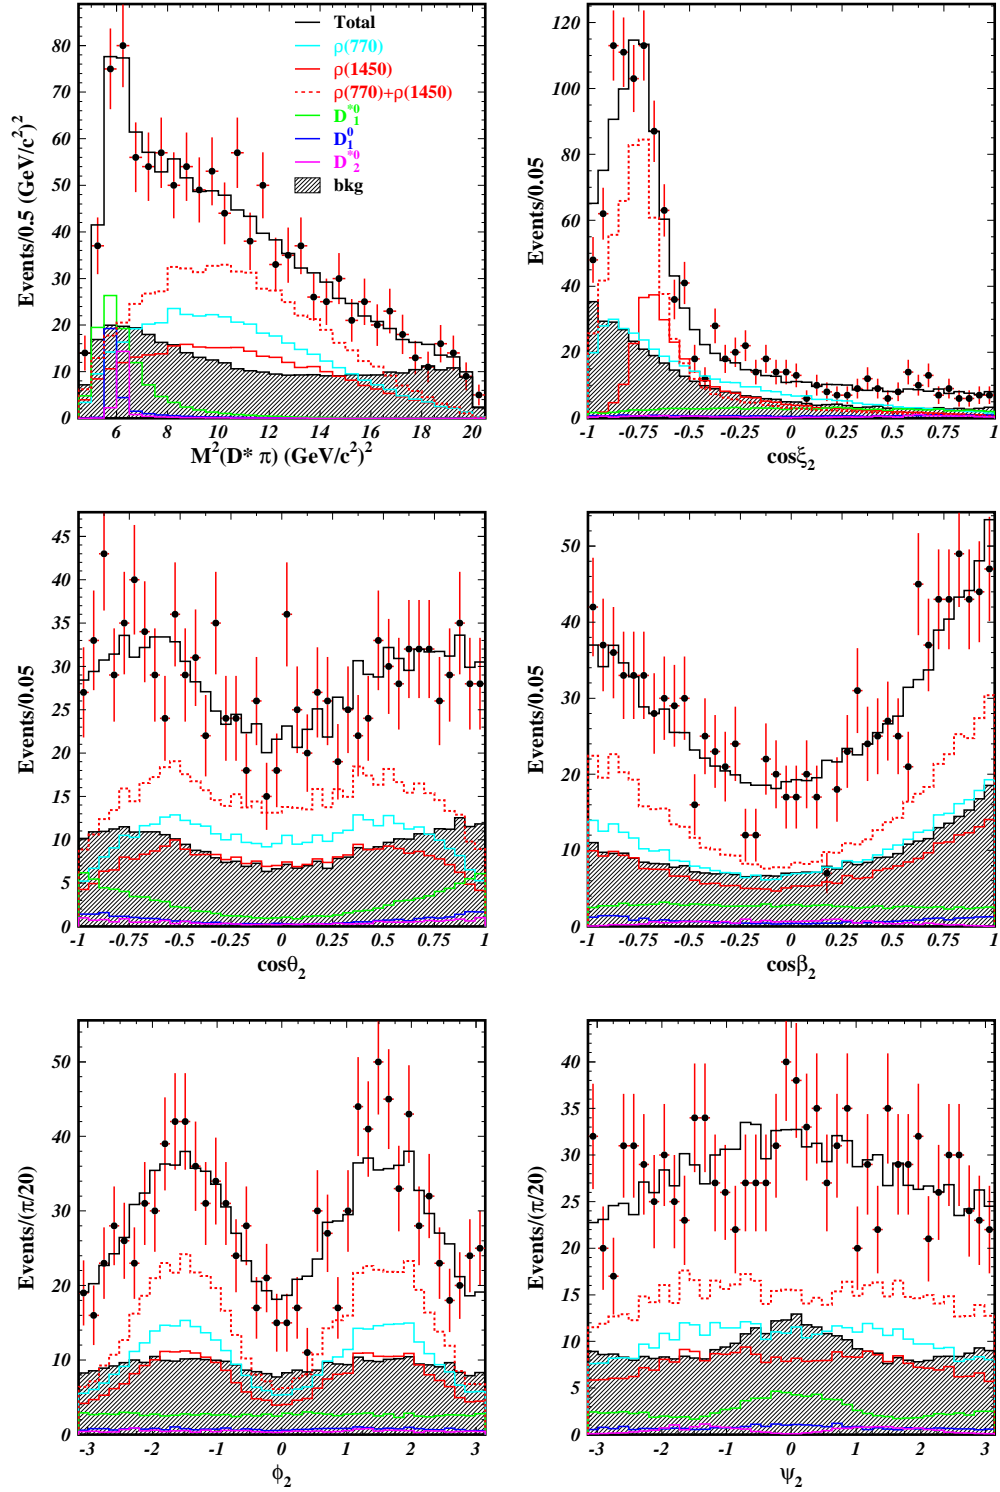 Total
ρ(770)
ρ(1450)
ρ(770)+ρ(1450)
D*0 1
D0 1
D*0 2
bkg
Events/0.5 (GeV/c²)²
0 10 20 30 40 50 60 70 80
6 8 10 12 14 16 18 20
M²(D* π) (GeV/c²)²
Events/0.05
0 20 40 60 80 100 120
-1 -0.75 -0.5 -0.25 0 0.25 0.5 0.75 1
cosξ₂
Events/0.05
0 5 10 15 20 25 30 35 40 45
-1 -0.75 -0.5 -0.25 0 0.25 0.5 0.75 1
cosθ₂
Events/0.05
0 10 20 30 40 50
-1 -0.75 -0.5 -0.25 0 0.25 0.5 0.75 1
cosβ₂
Events/(π/20)
0 10 20 30 40 50
-3 -2 -1 0 1 2 3
ϕ₂
Events/(π/20)
0 5 10 15 20 25 30 35 40
-3 -2 -1 0 1 2 3
ψ₂